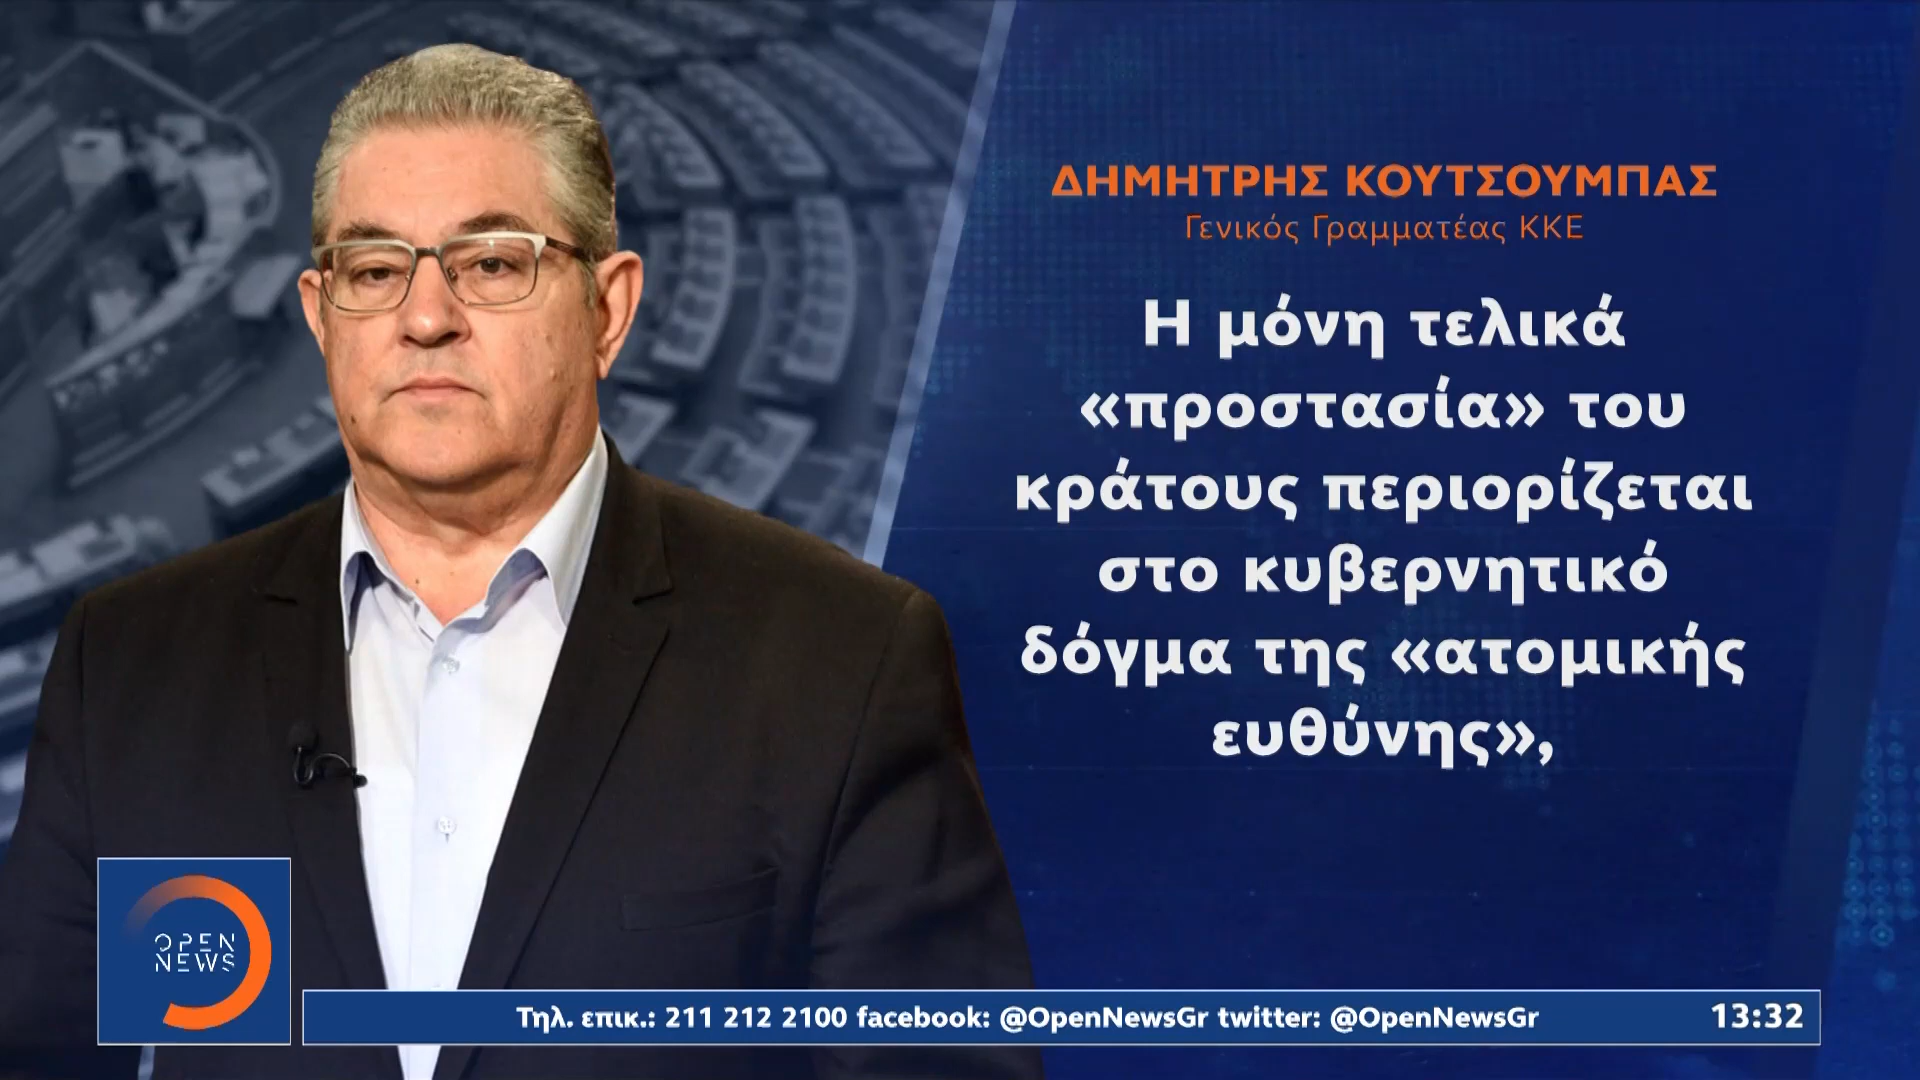 ΔΗΜΗΤΡΗΣ ΚΟΥΤΣΟΥΜΠΑΣ
Γενικός Γραμματέας ΚΚΕ
Η μόνη τελικά
«προστασία» του
κράτους περιορίζεται
στο κυβερνητικό
δόγμα της «ατομικής
ευθύνης»,
OPEN
NEWS
Τηλ. επικ.: 211 212 2100 facebook: @OpenNewsGr twitter: @OpenNewsGr
13:32